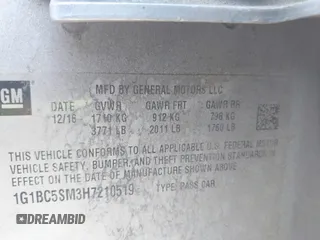 GM
MFD BY GENERAL MOTORS LLC
DATE GVWR GAWR FRT GAWR RR
12/16 1710 KG 912 KG 798 KG
3771 LB 2011 LB 1760 LB
THIS VEHICLE CONFORMS TO ALL APPLICABLE U.S. FEDERAL MOTOR
VEHICLE SAFETY, BUMPER, AND THEFT PREVENTION STANDARDS IN
EFFECT ON THE DATE OF MANUFACTURE SHOWN ABOVE.
1G1BC5SM3H7210519 TYPE: PASS CAR